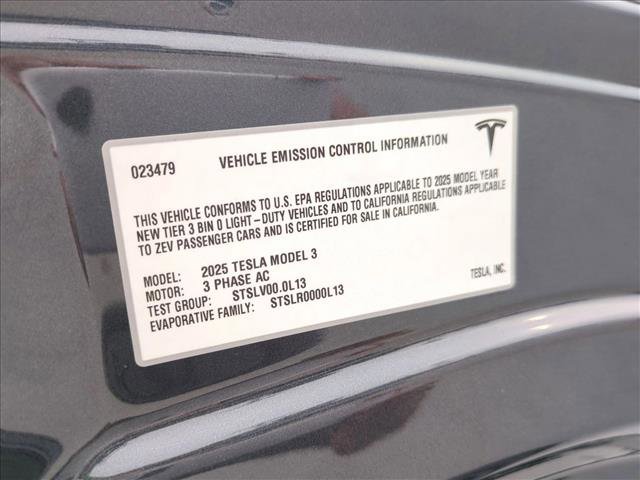 023479 VEHICLE EMISSION CONTROL INFORMATION
THIS VEHICLE CONFORMS TO U.S. EPA REGULATIONS APPLICABLE TO 2025 MODEL YEAR
NEW TIER 3 BIN 0 LIGHT-DUTY VEHICLES AND TO CALIFORNIA REGULATIONS APPLICABLE
TO ZEV PASSENGER CARS AND IS CERTIFIED FOR SALE IN CALIFORNIA.
MODEL: 2025 TESLA MODEL 3 TESLA, INC.
MOTOR: 3 PHASE AC
TEST GROUP: STSLV00.0L13
EVAPORATIVE FAMILY: STSLR0000L13